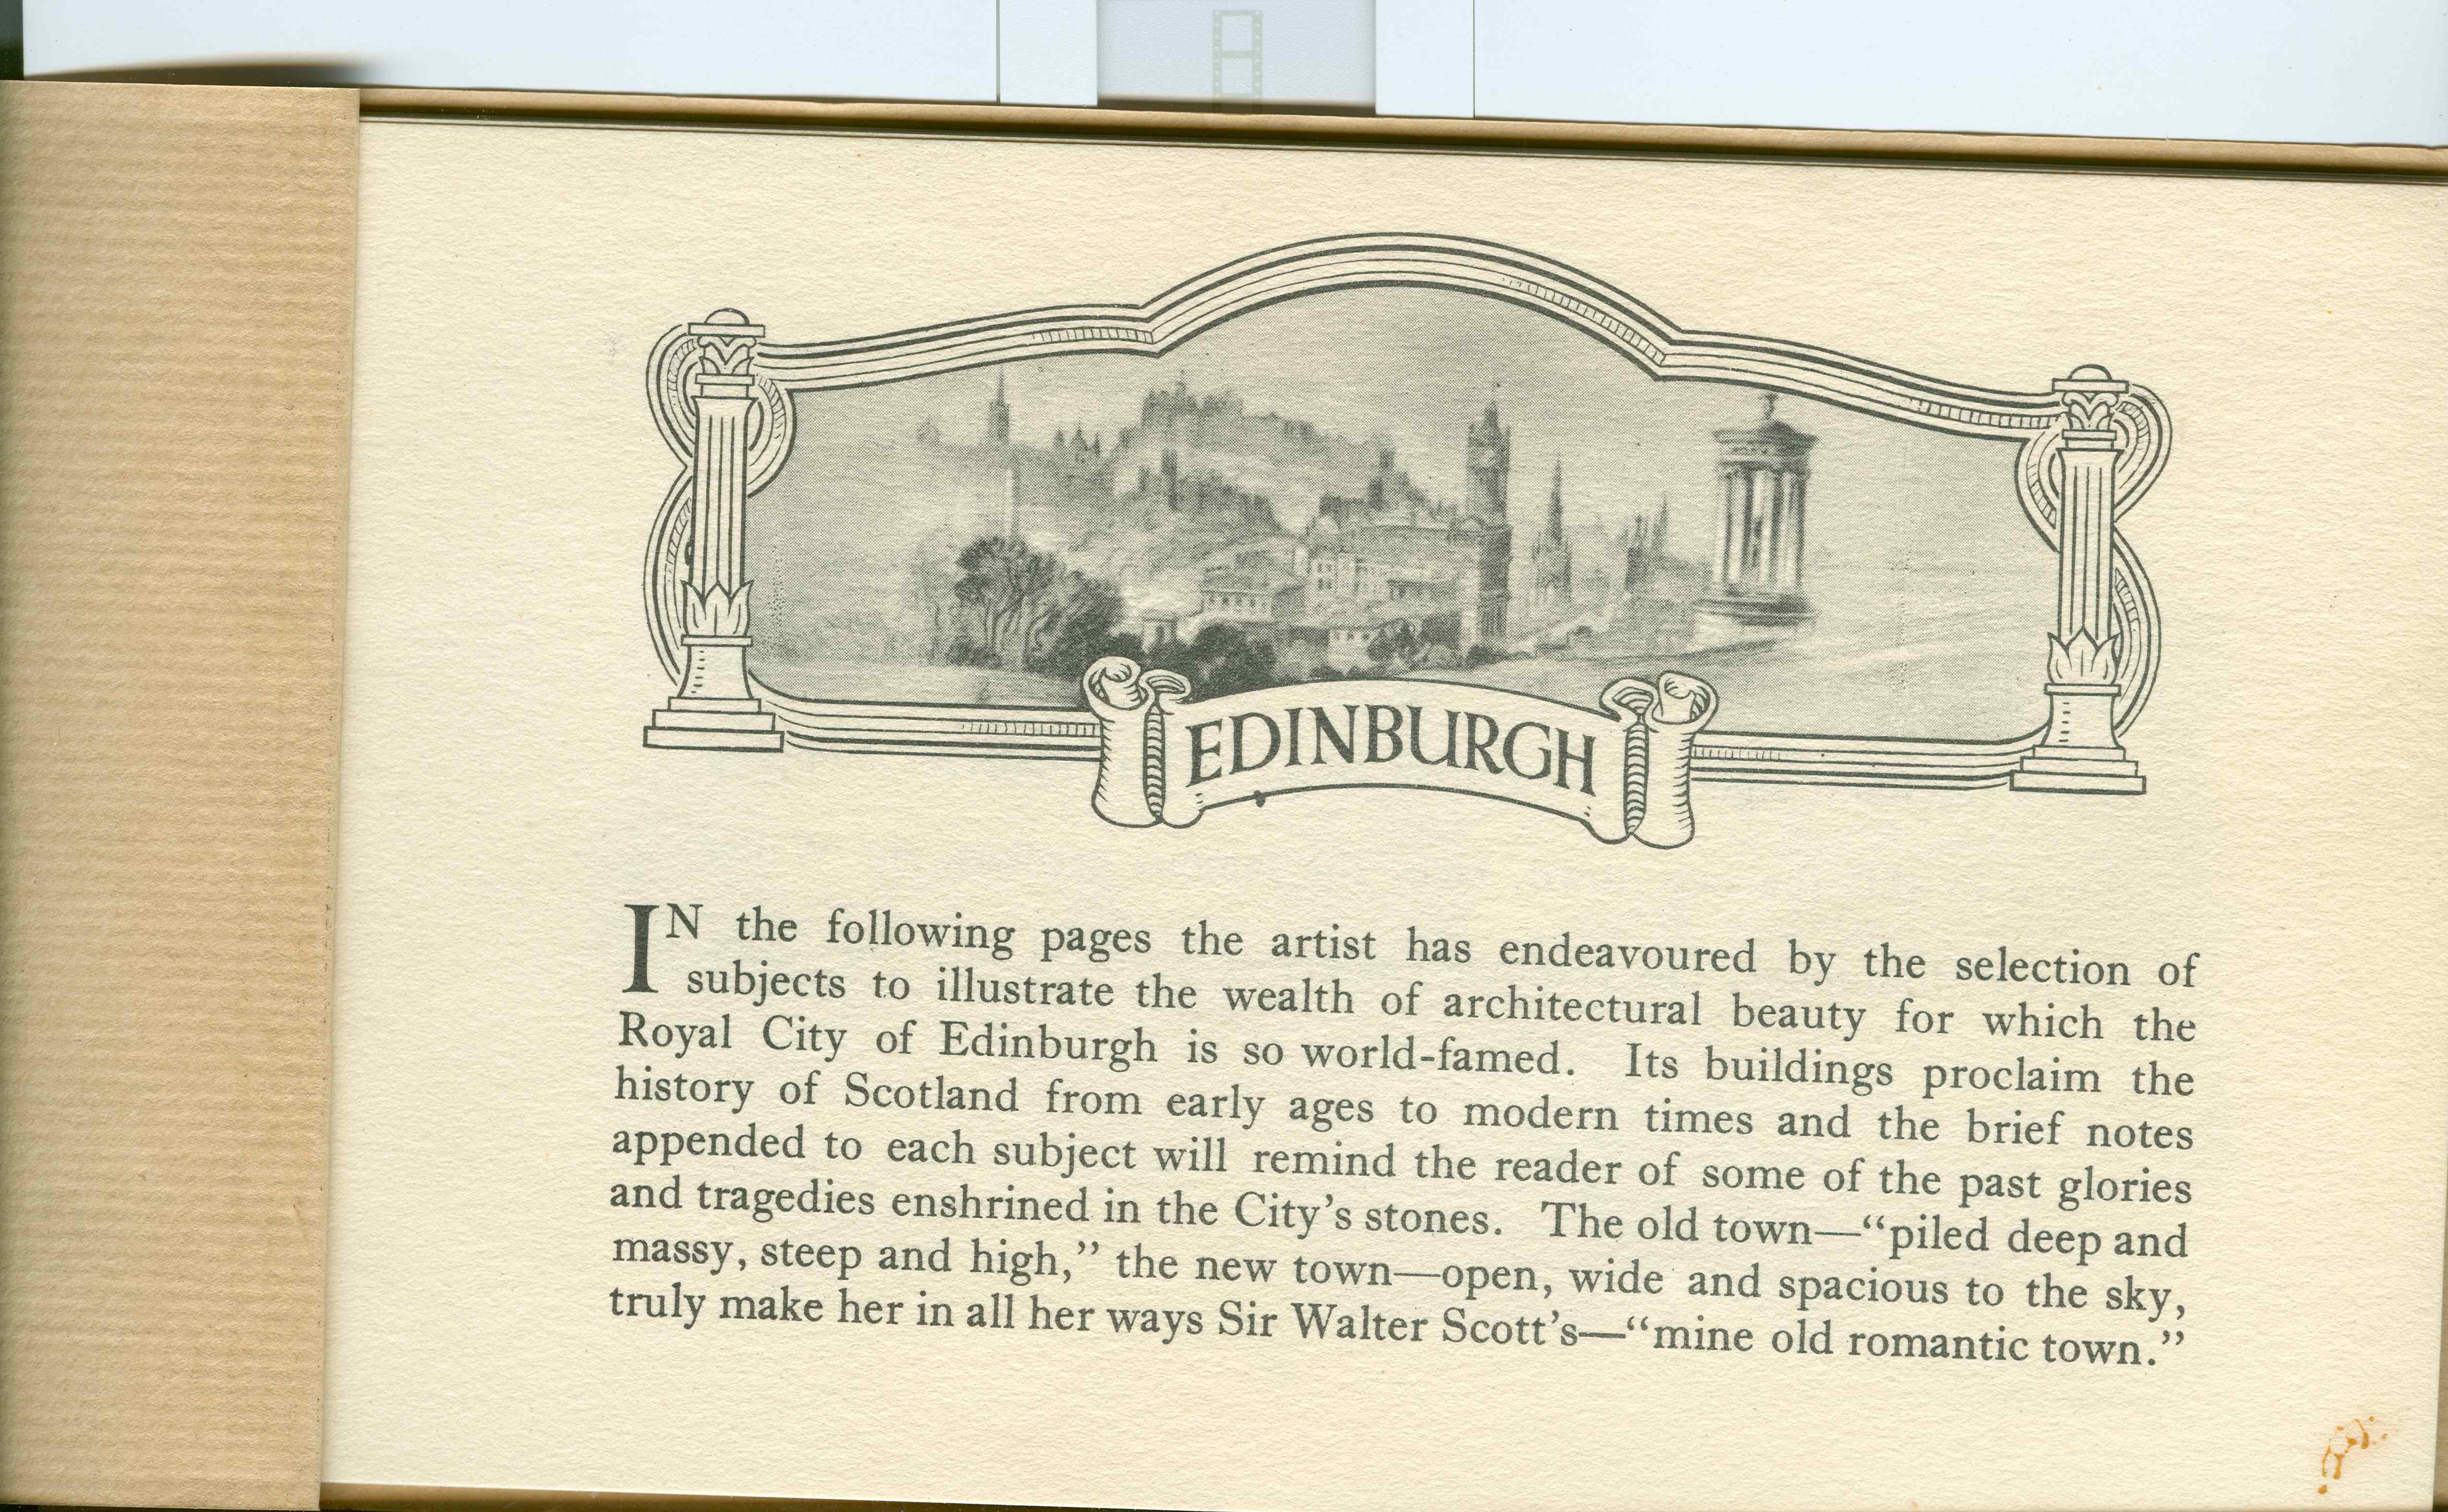 EDINBURGH
IN the following pages the artist has endeavoured by the selection of
subjects to illustrate the wealth of architectural beauty for which the
Royal City of Edinburgh is so world-famed. Its buildings proclaim the
history of Scotland from early ages to modern times and the brief notes
appended to each subject will remind the reader of some of the past glories
and tragedies enshrined in the City's stones. The old town—“piled deep and
massy, steep and high,” the new town—open, wide and spacious to the sky,
truly make her in all her ways Sir Walter Scott's—“mine old romantic town.”